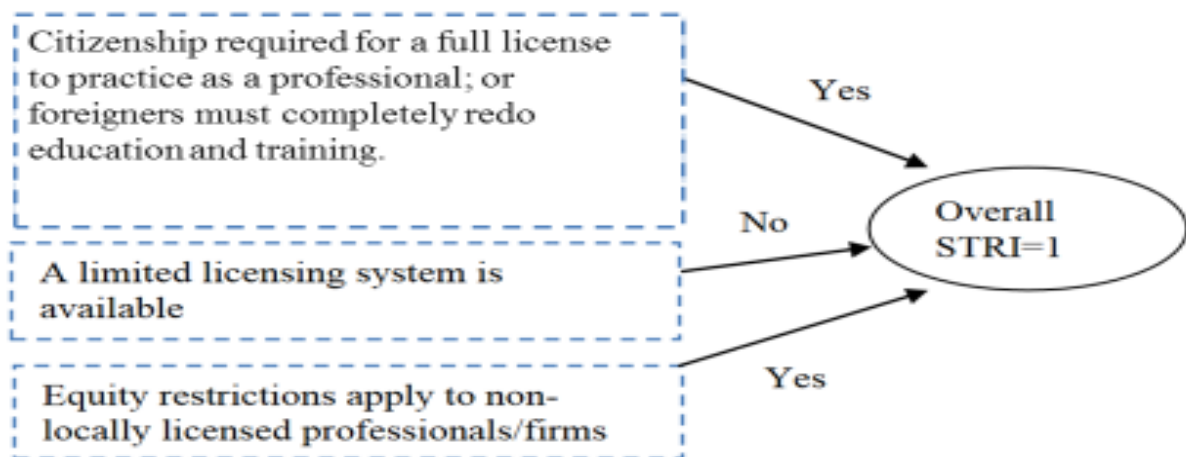 Citizenship required for a full license
to practice as a professional; or
foreigners must completely redo
education and training.
Yes
No
Overall
STRI=1
A limited licensing system is
available
Yes
Equity restrictions apply to non-
locally licensed professionals/firms